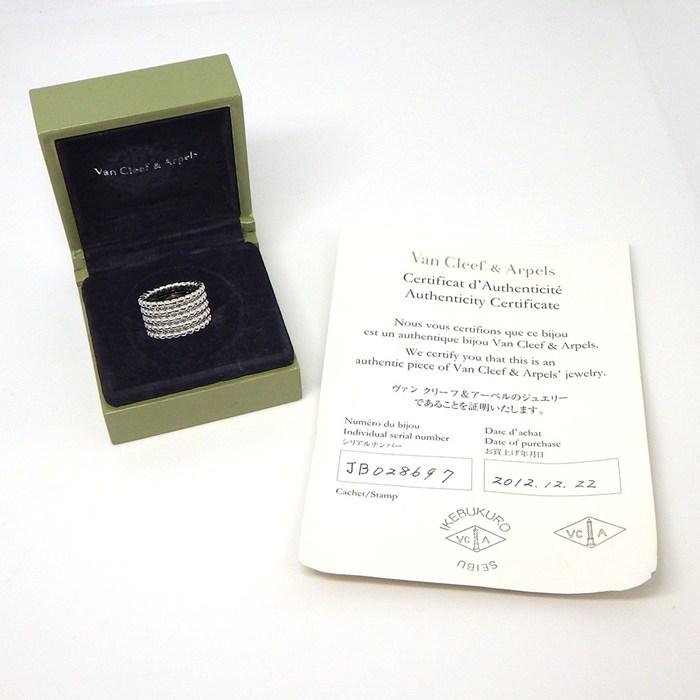 Van Cleef & Arpels
Van Cleef & Arpels
Certificat d'Authenticité
Authenticity Certificate
Nous vous certifions que ce bijou
est un authentique bijou Van Cleef & Arpels.
We certify you that this is an
authentic piece of Van Cleef & Arpels' jewelry.
ヴァン クリーフ&アーペルのジュエリー
であることを証明いたします。
Numéro du bijou
Individual serial number
シリアルナンバー
JB028697
Date d'achat
Date of purchase
お買上げ年月日
2012.12.22
Cachet/Stamp
IKEBUKURO
VC A
SEIBU
VC A